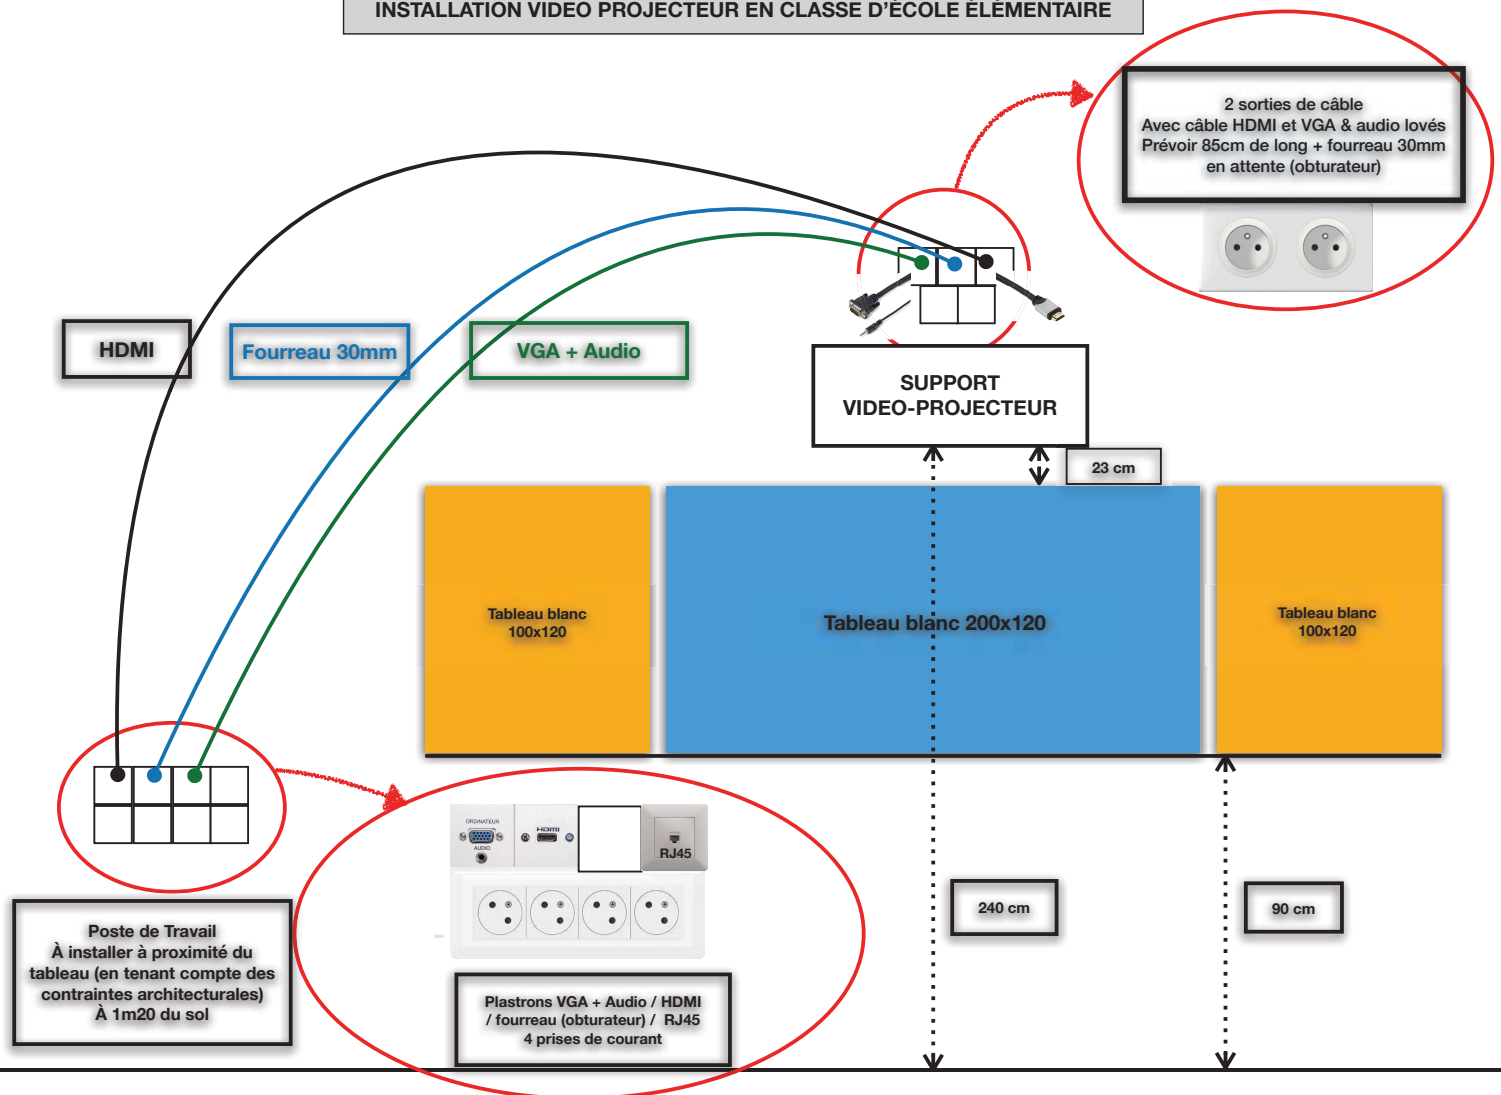 INSTALLATION VIDEO PROJECTEUR EN CLASSE D'ÉCOLE ÉLÉMENTAIRE
2 sorties de câble
Avec câble HDMI et VGA & audio lovés
Prévoir 85cm de long + fourreau 30mm
en attente (obturateur)
HDMI
Fourreau 30mm
VGA + Audio
SUPPORT
VIDEO-PROJECTEUR
23 cm
Tableau blanc
100x120
Tableau blanc 200x120
Tableau blanc
100x120
ORDINATEUR
AUDIO
HDMI
RJ45
Poste de Travail
À installer à proximité du
tableau (en tenant compte des
contraintes architecturales)
À 1m20 du sol
Plastrons VGA + Audio / HDMI
/ fourreau (obturateur) / RJ45
4 prises de courant
240 cm
90 cm